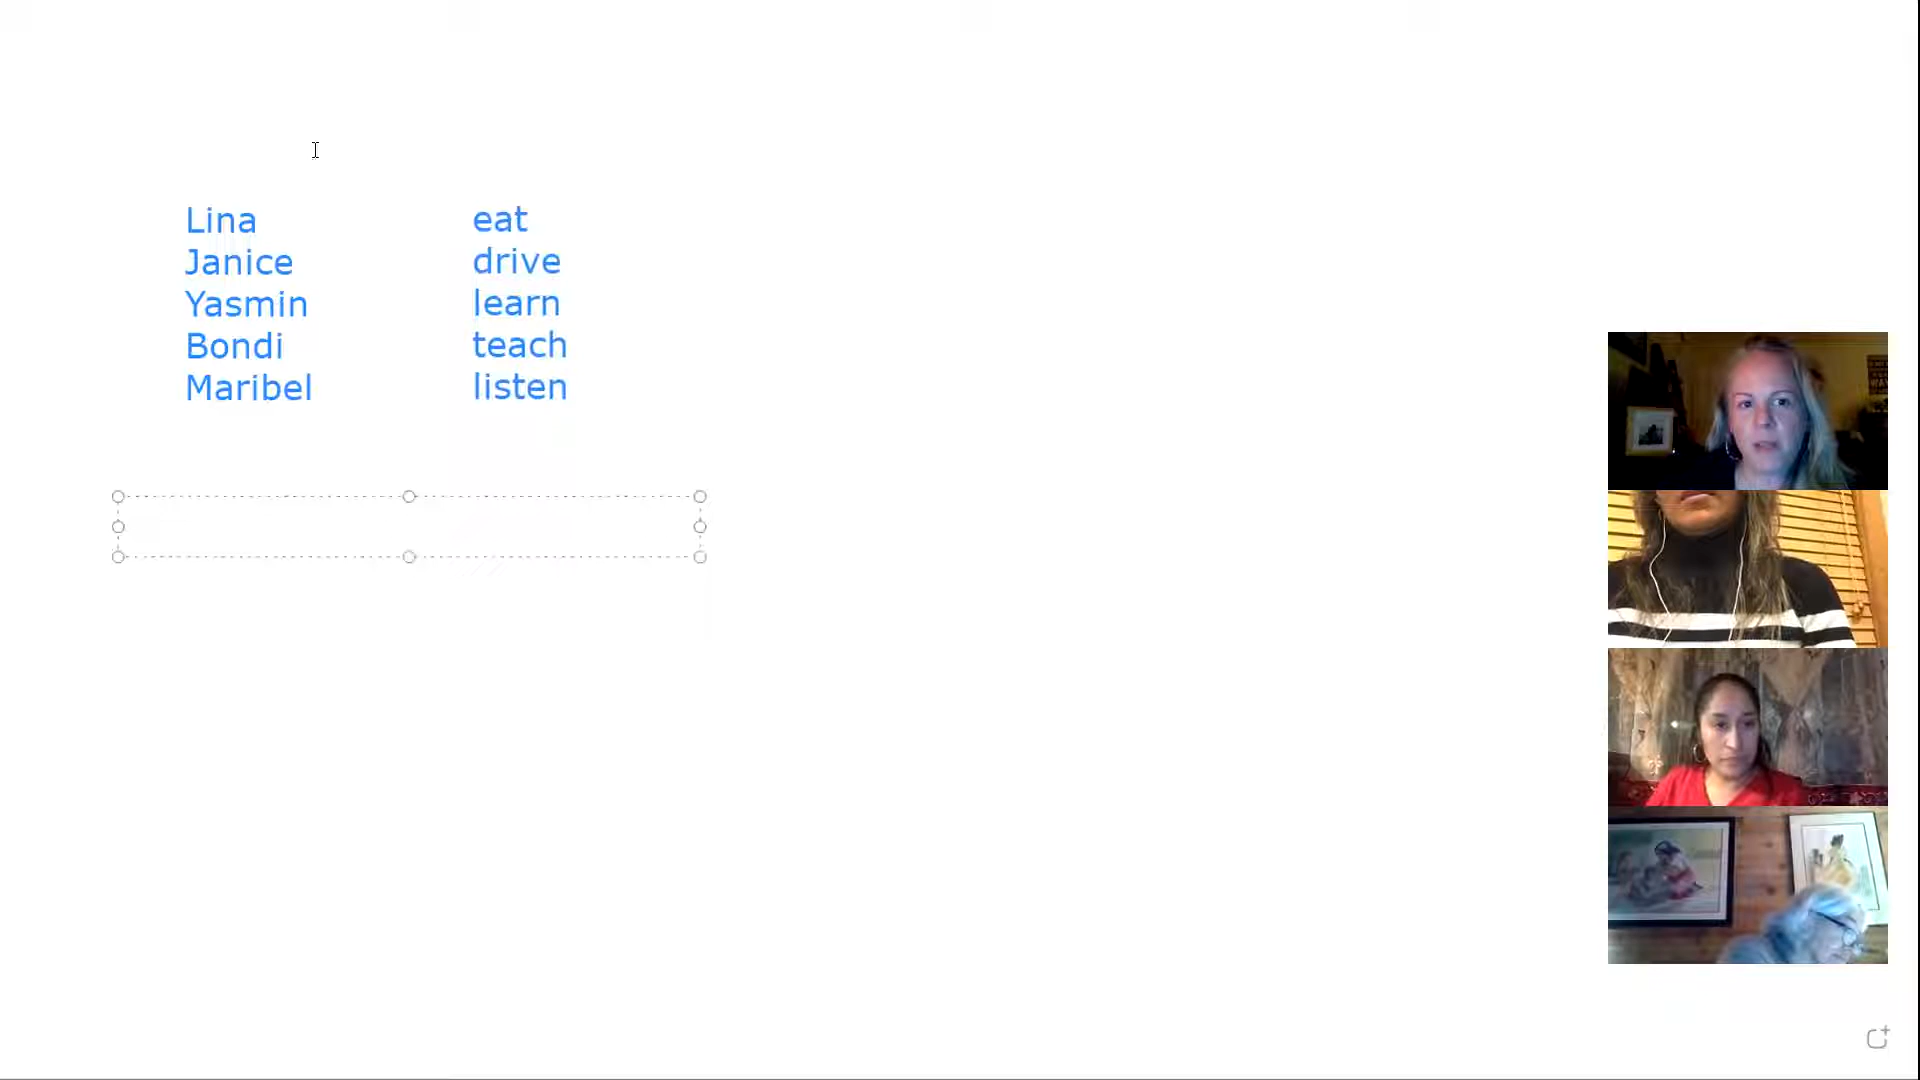 Lina eat
Janice drive
Yasmin learn
Bondi teach
Maribel listen